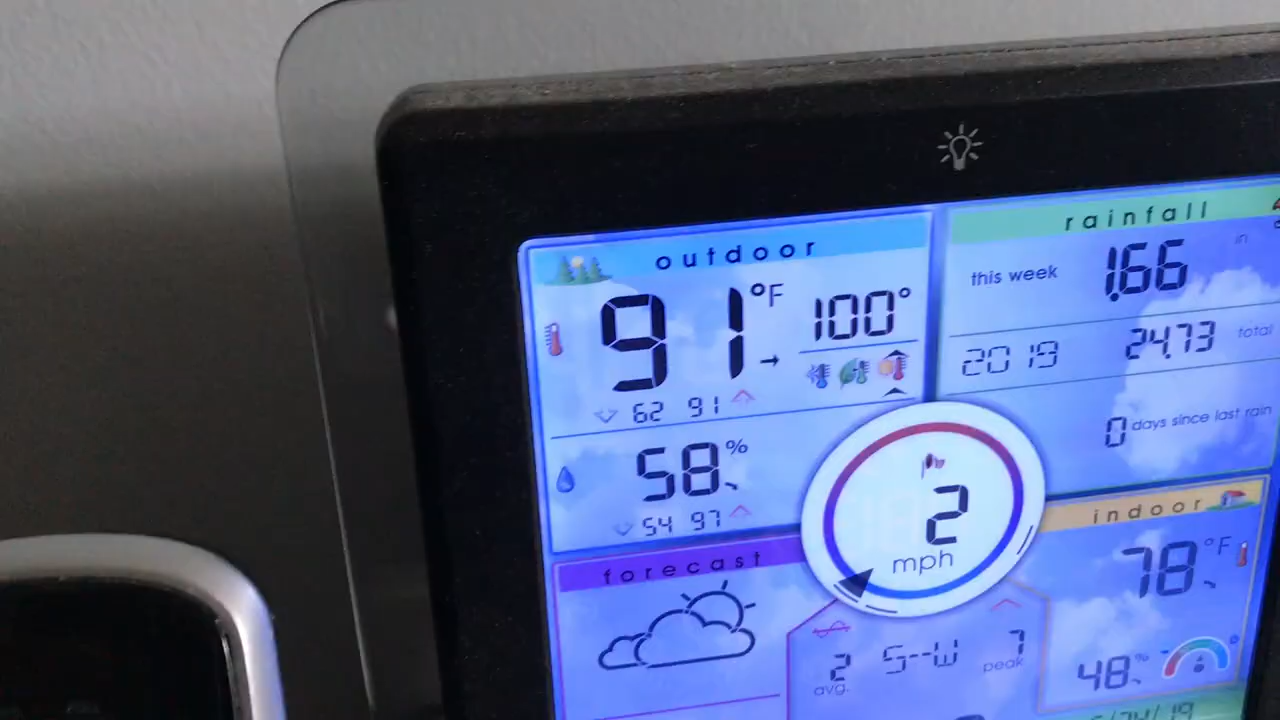 outdoor
91°F
100°
62 91
58%
54 97
rainfall
this week 1.66 in
2019 24.73 total
0 days since last rain
2
mph
indoor
78°F
48%
forecast
2
avg.
S--W
7
peak